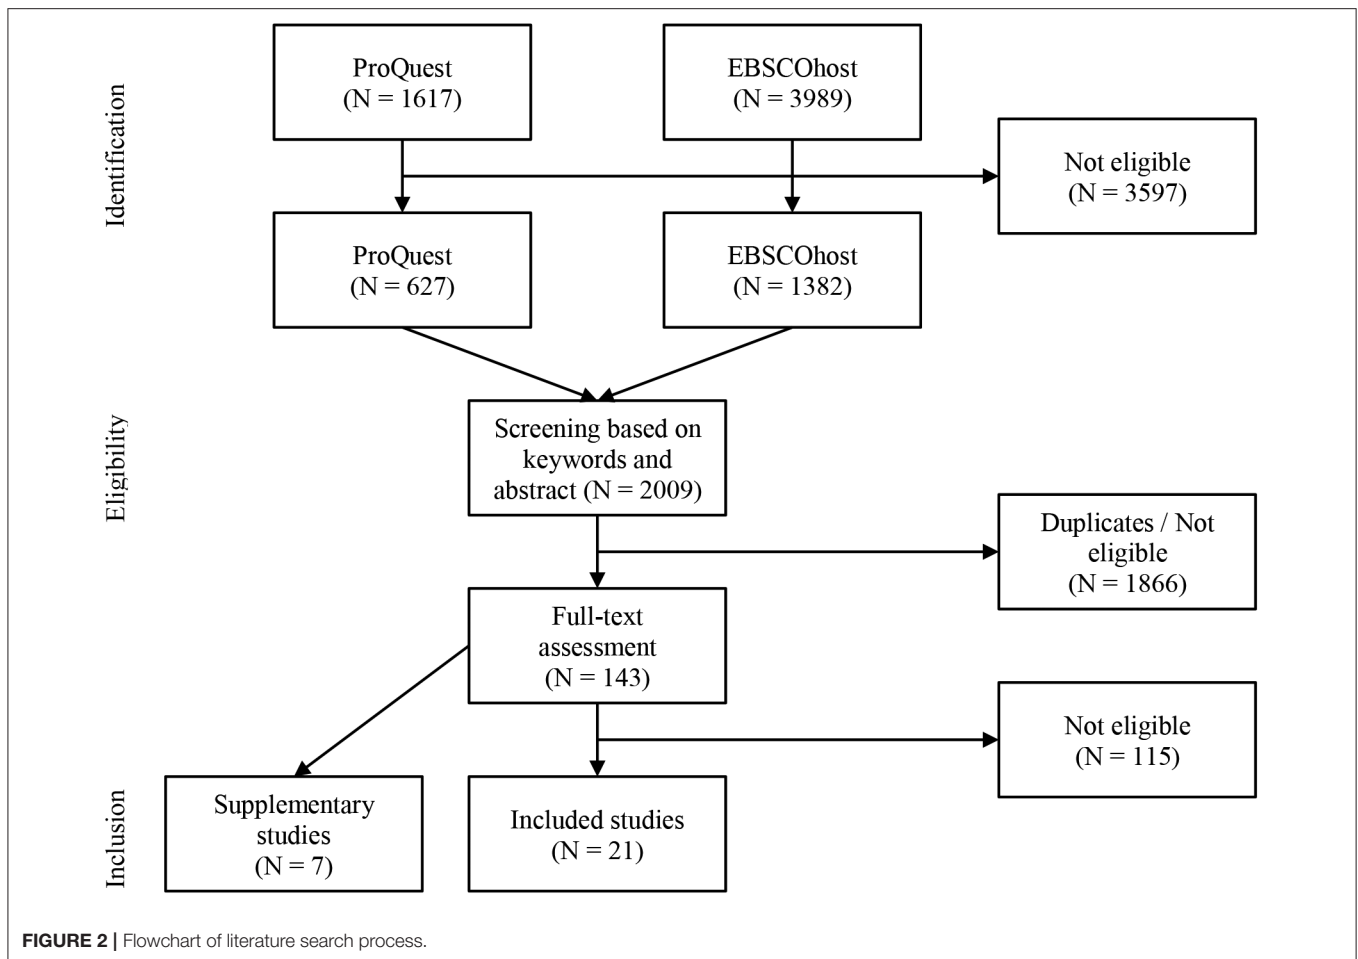 Identification
ProQuest
(N = 1617)
EBSCOhost
(N = 3989)
Not eligible
(N = 3597)
ProQuest
(N = 627)
EBSCOhost
(N = 1382)
Eligibility
Screening based on
keywords and
abstract (N = 2009)
Duplicates / Not
eligible
(N = 1866)
Full-text
assessment
(N = 143)
Not eligible
(N = 115)
Inclusion
Supplementary
studies
(N = 7)
Included studies
(N = 21)
FIGURE 2 | Flowchart of literature search process.